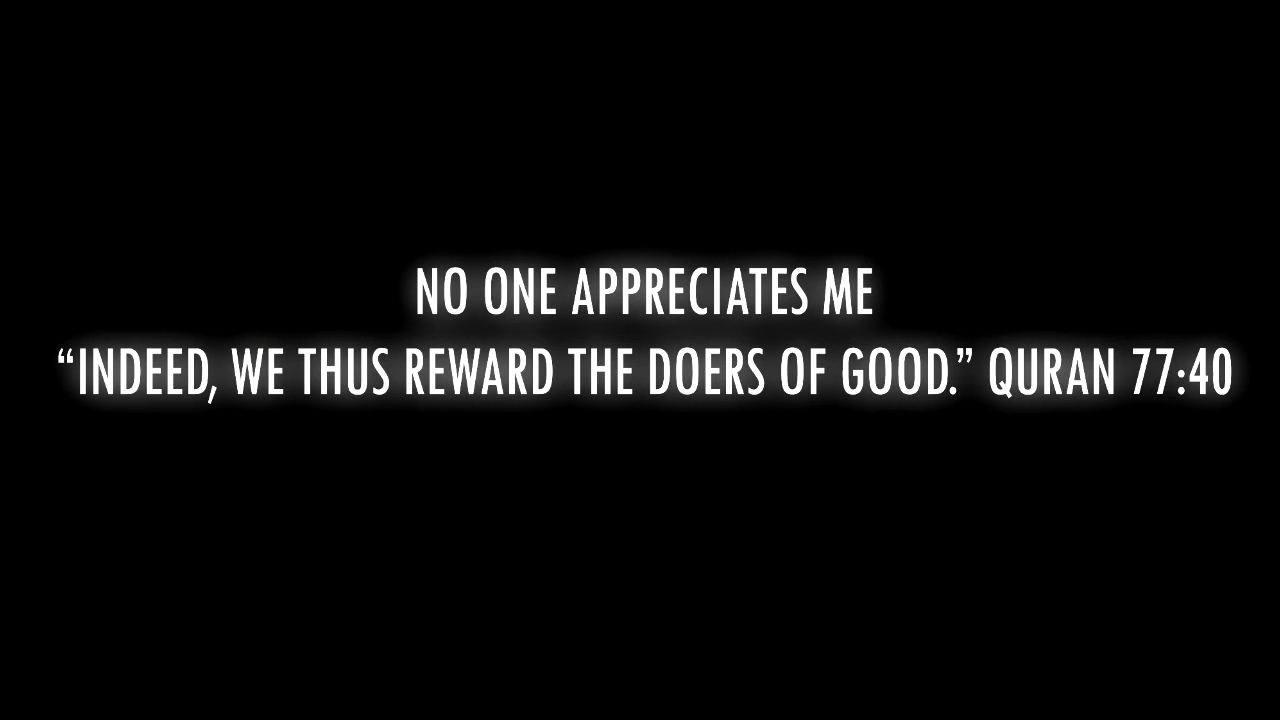 NO ONE APPRECIATES ME
“INDEED, WE THUS REWARD THE DOERS OF GOOD.” QURAN 77:40